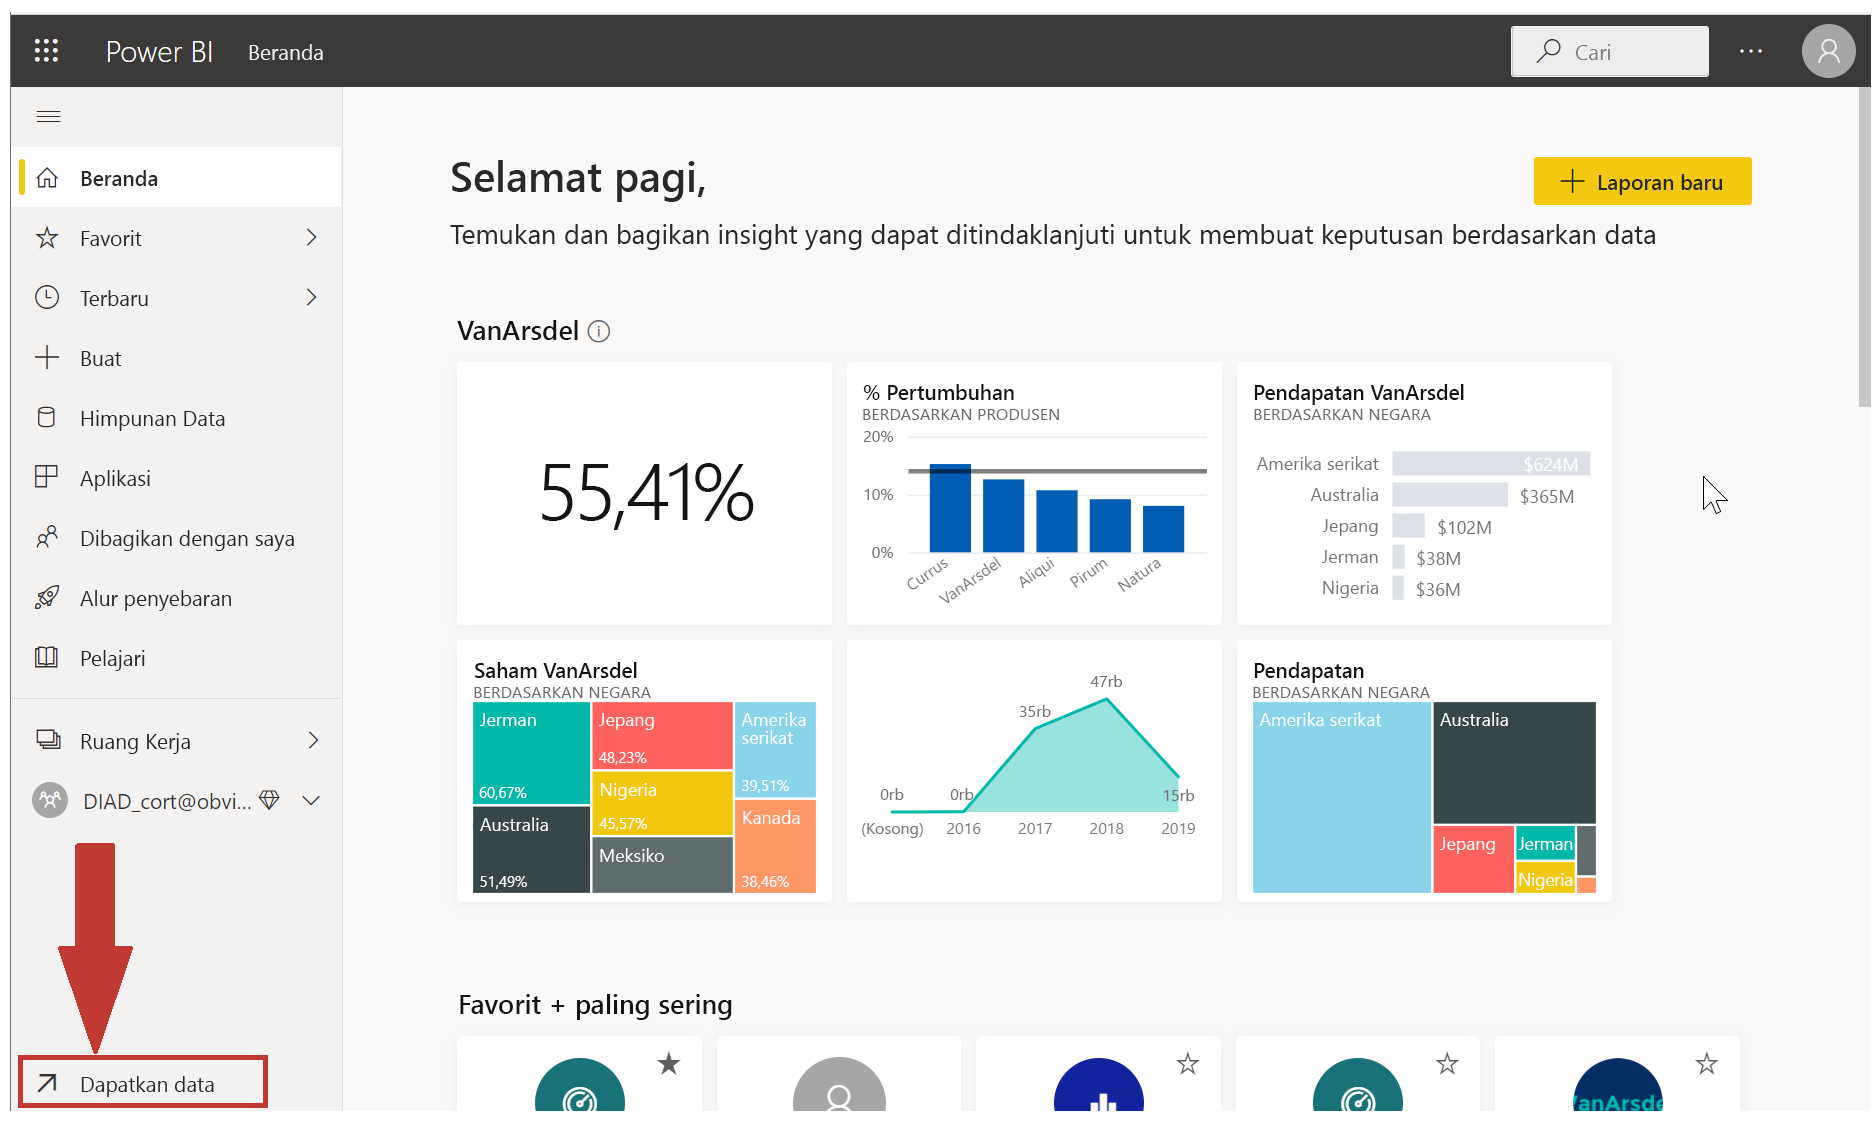 Power BI
Beranda
Cari
Beranda
Favorit
Terbaru
Buat
Himpunan Data
Aplikasi
Dibagikan dengan saya
Alur penyebaran
Pelajari
Ruang Kerja
DIAD_cort@obvi...
Dapatkan data
Selamat pagi,
Laporan baru
Temukan dan bagikan insight yang dapat ditindaklanjuti untuk membuat keputusan berdasarkan data
VanArsdel
55,41%
% Pertumbuhan
BERDASARKAN PRODUSEN
20%
10%
0%
Currus
VanArsdel
Aliqui
Pirum
Natura
Pendapatan VanArsdel
BERDASARKAN NEGARA
Amerika serikat $624M
Australia $365M
Jepang $102M
Jerman $38M
Nigeria $36M
Saham VanArsdel
BERDASARKAN NEGARA
Jerman
60,67%
Australia
51,49%
Jepang
48,23%
Nigeria
45,57%
Meksiko
Amerika
serikat
39,51%
Kanada
38,46%
0rb
0rb
35rb
47rb
15rb
(Kosong)
2016
2017
2018
2019
Pendapatan
BERDASARKAN NEGARA
Amerika serikat
Australia
Jepang
Jerman
Nigeria
Favorit + paling sering
VanArsde